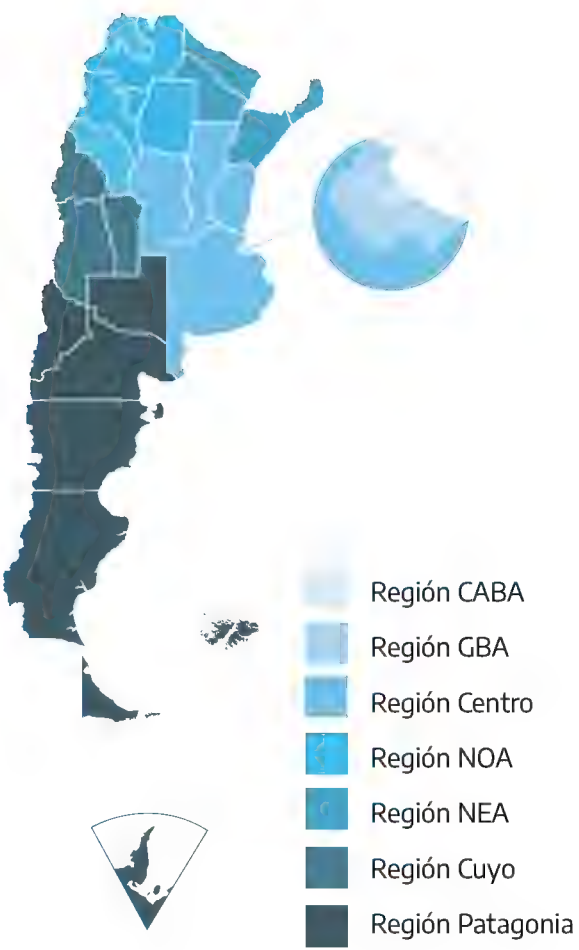 Región CABA
Región GBA
Región Centro
Región NOA
Región NEA
Región Cuyo
Región Patagonia